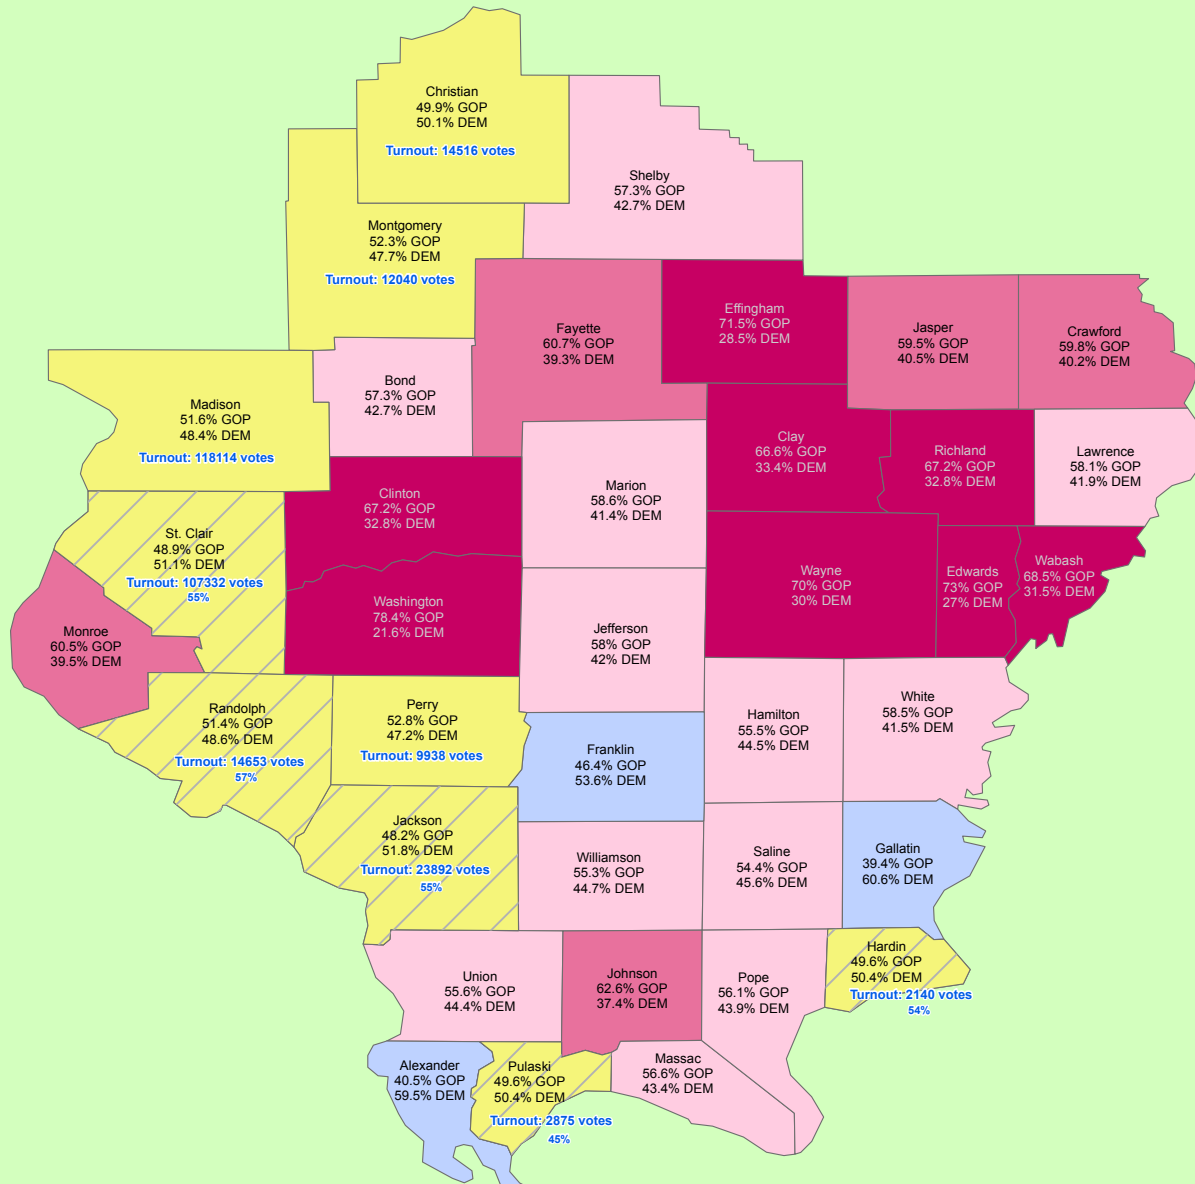 Christian
49.9% GOP
50.1% DEM
Turnout: 14516 votes
Shelby
57.3% GOP
42.7% DEM
Montgomery
52.3% GOP
47.7% DEM
Turnout: 12040 votes
Fayette
60.7% GOP
39.3% DEM
Effingham
71.5% GOP
28.5% DEM
Jasper
59.5% GOP
40.5% DEM
Crawford
59.8% GOP
40.2% DEM
Bond
57.3% GOP
42.7% DEM
Madison
51.6% GOP
48.4% DEM
Turnout: 118114 votes
Clay
66.6% GOP
33.4% DEM
Richland
67.2% GOP
32.8% DEM
Lawrence
58.1% GOP
41.9% DEM
Clinton
67.2% GOP
32.8% DEM
Marion
58.6% GOP
41.4% DEM
St. Clair
48.9% GOP
51.1% DEM
Turnout: 107332 votes
55%
Wayne
70% GOP
30% DEM
Edwards
73% GOP
27% DEM
Wabash
68.5% GOP
31.5% DEM
Washington
78.4% GOP
21.6% DEM
Monroe
60.5% GOP
39.5% DEM
Jefferson
58% GOP
42% DEM
Randolph
51.4% GOP
48.6% DEM
Turnout: 14653 votes
57%
Perry
52.8% GOP
47.2% DEM
Turnout: 9938 votes
Hamilton
55.5% GOP
44.5% DEM
White
58.5% GOP
41.5% DEM
Franklin
46.4% GOP
53.6% DEM
Jackson
48.2% GOP
51.8% DEM
Turnout: 23892 votes
55%
Williamson
55.3% GOP
44.7% DEM
Saline
54.4% GOP
45.6% DEM
Gallatin
39.4% GOP
60.6% DEM
Hardin
49.6% GOP
50.4% DEM
Turnout: 2140 votes
54%
Union
55.6% GOP
44.4% DEM
Johnson
62.6% GOP
37.4% DEM
Pope
56.1% GOP
43.9% DEM
Alexander
40.5% GOP
59.5% DEM
Pulaski
49.6% GOP
50.4% DEM
Turnout: 2875 votes
45%
Massac
56.6% GOP
43.4% DEM